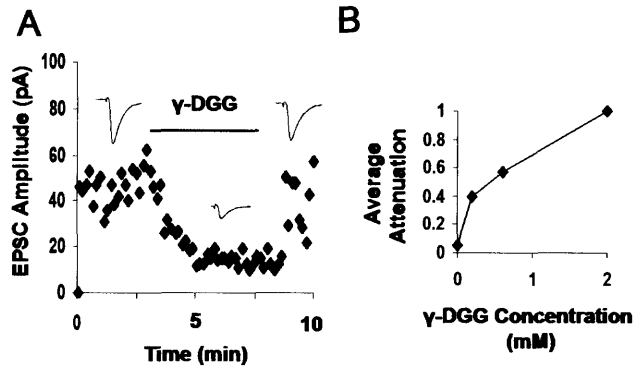 A
B
100
80
60
40
20
0
EPSC Amplitude (pA)
γ-DGG
0
5
10
Time (min)
1
0.8
0.6
0.4
0.2
0
Average
Attenuation
0
1
2
γ-DGG Concentration
(mM)